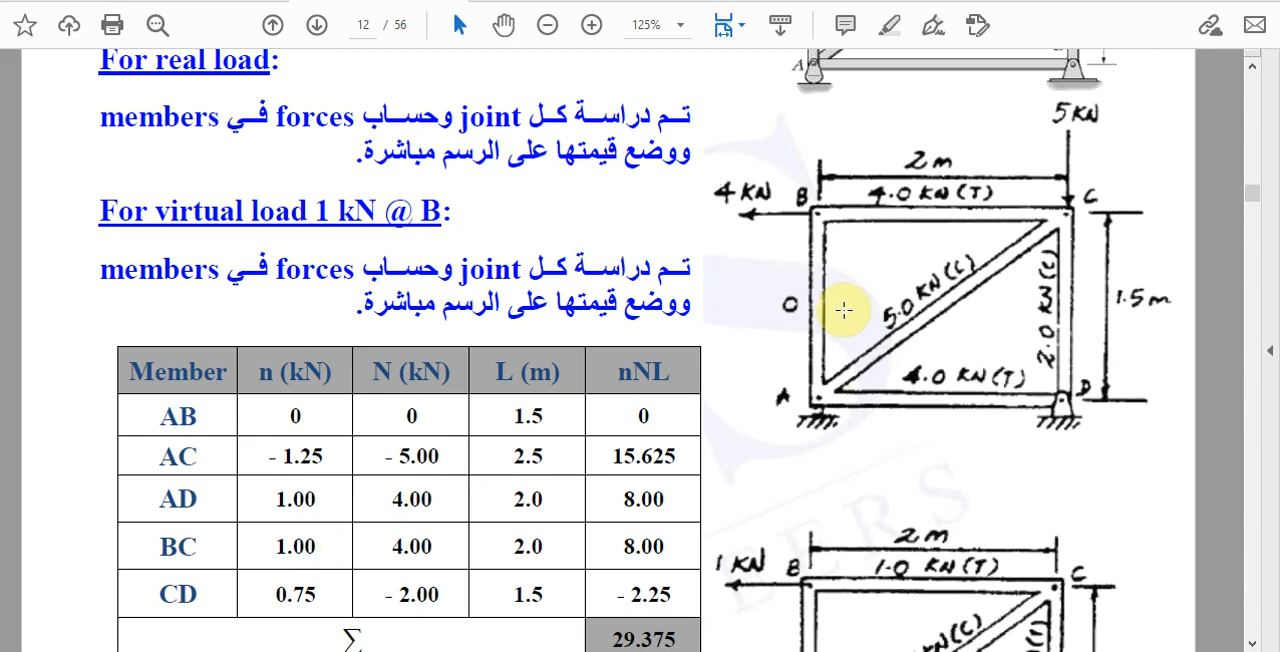 12 / 56
125%
For real load:
تم دراسة كل joint وحساب forces في members
ووضع قيمتها على الرسم مباشرة.
For virtual load 1 kN @ B:
تم دراسة كل joint وحساب forces في members
ووضع قيمتها على الرسم مباشرة.
Member n (kN) N (kN) L (m) nNL
AB 0 0 1.5 0
AC - 1.25 - 5.00 2.5 15.625
AD 1.00 4.00 2.0 8.00
BC 1.00 4.00 2.0 8.00
CD 0.75 - 2.00 1.5 - 2.25
∑ 29.375
A
5 KN
2 m
4 KN B 4.0 KN (T) C
O 5.0 KN (C) 2.0 KN (C) 1.5 m
4.0 KN (T)
A D
ERS
2 m
1 KN B 1.0 KN (T) C
KN (C)